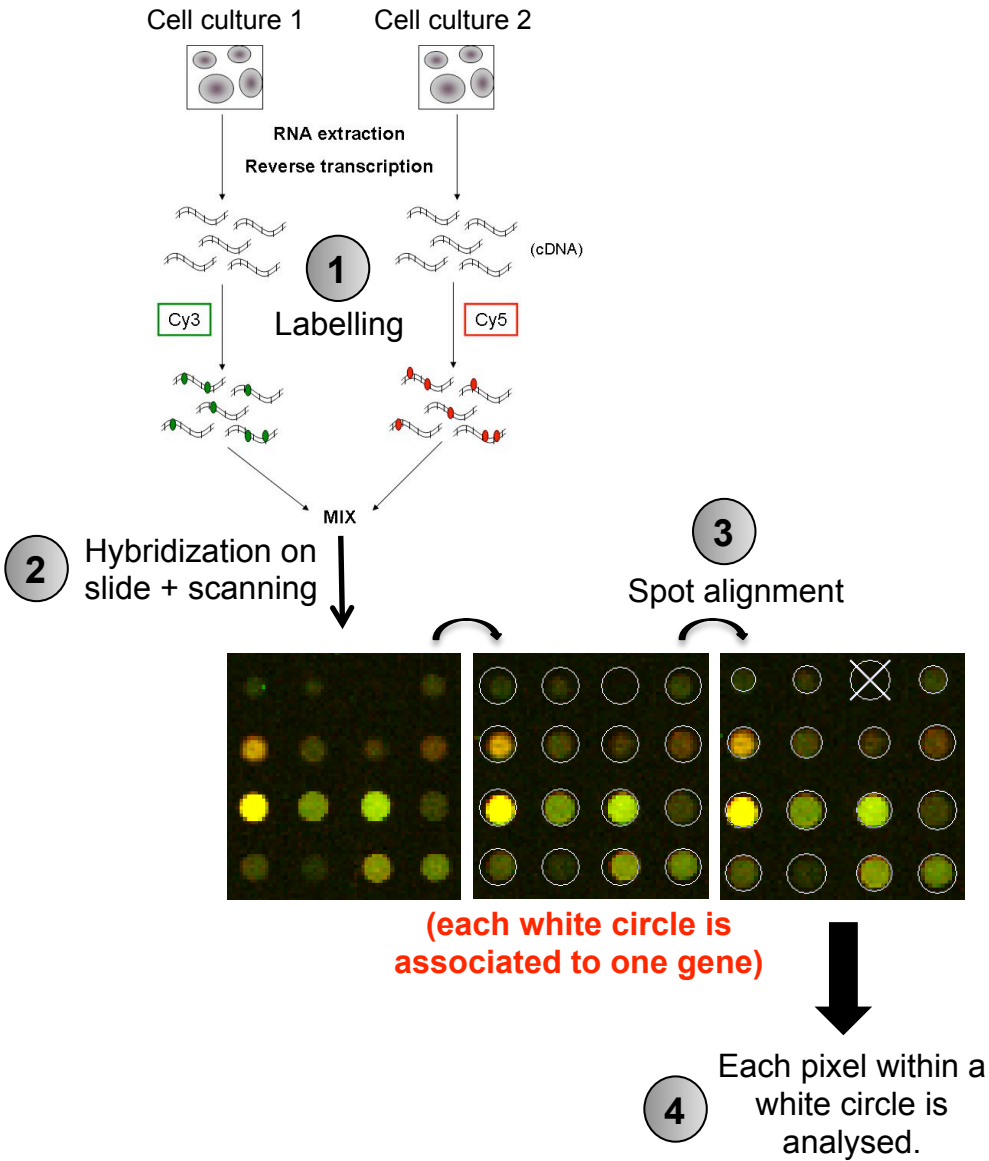 Cell culture 1
Cell culture 2
RNA extraction
Reverse transcription
(cDNA)
1
Labelling
Cy3
Cy5
MIX
2
Hybridization on
slide + scanning
3
Spot alignment
(each white circle is
associated to one gene)
4
Each pixel within a
white circle is
analysed.